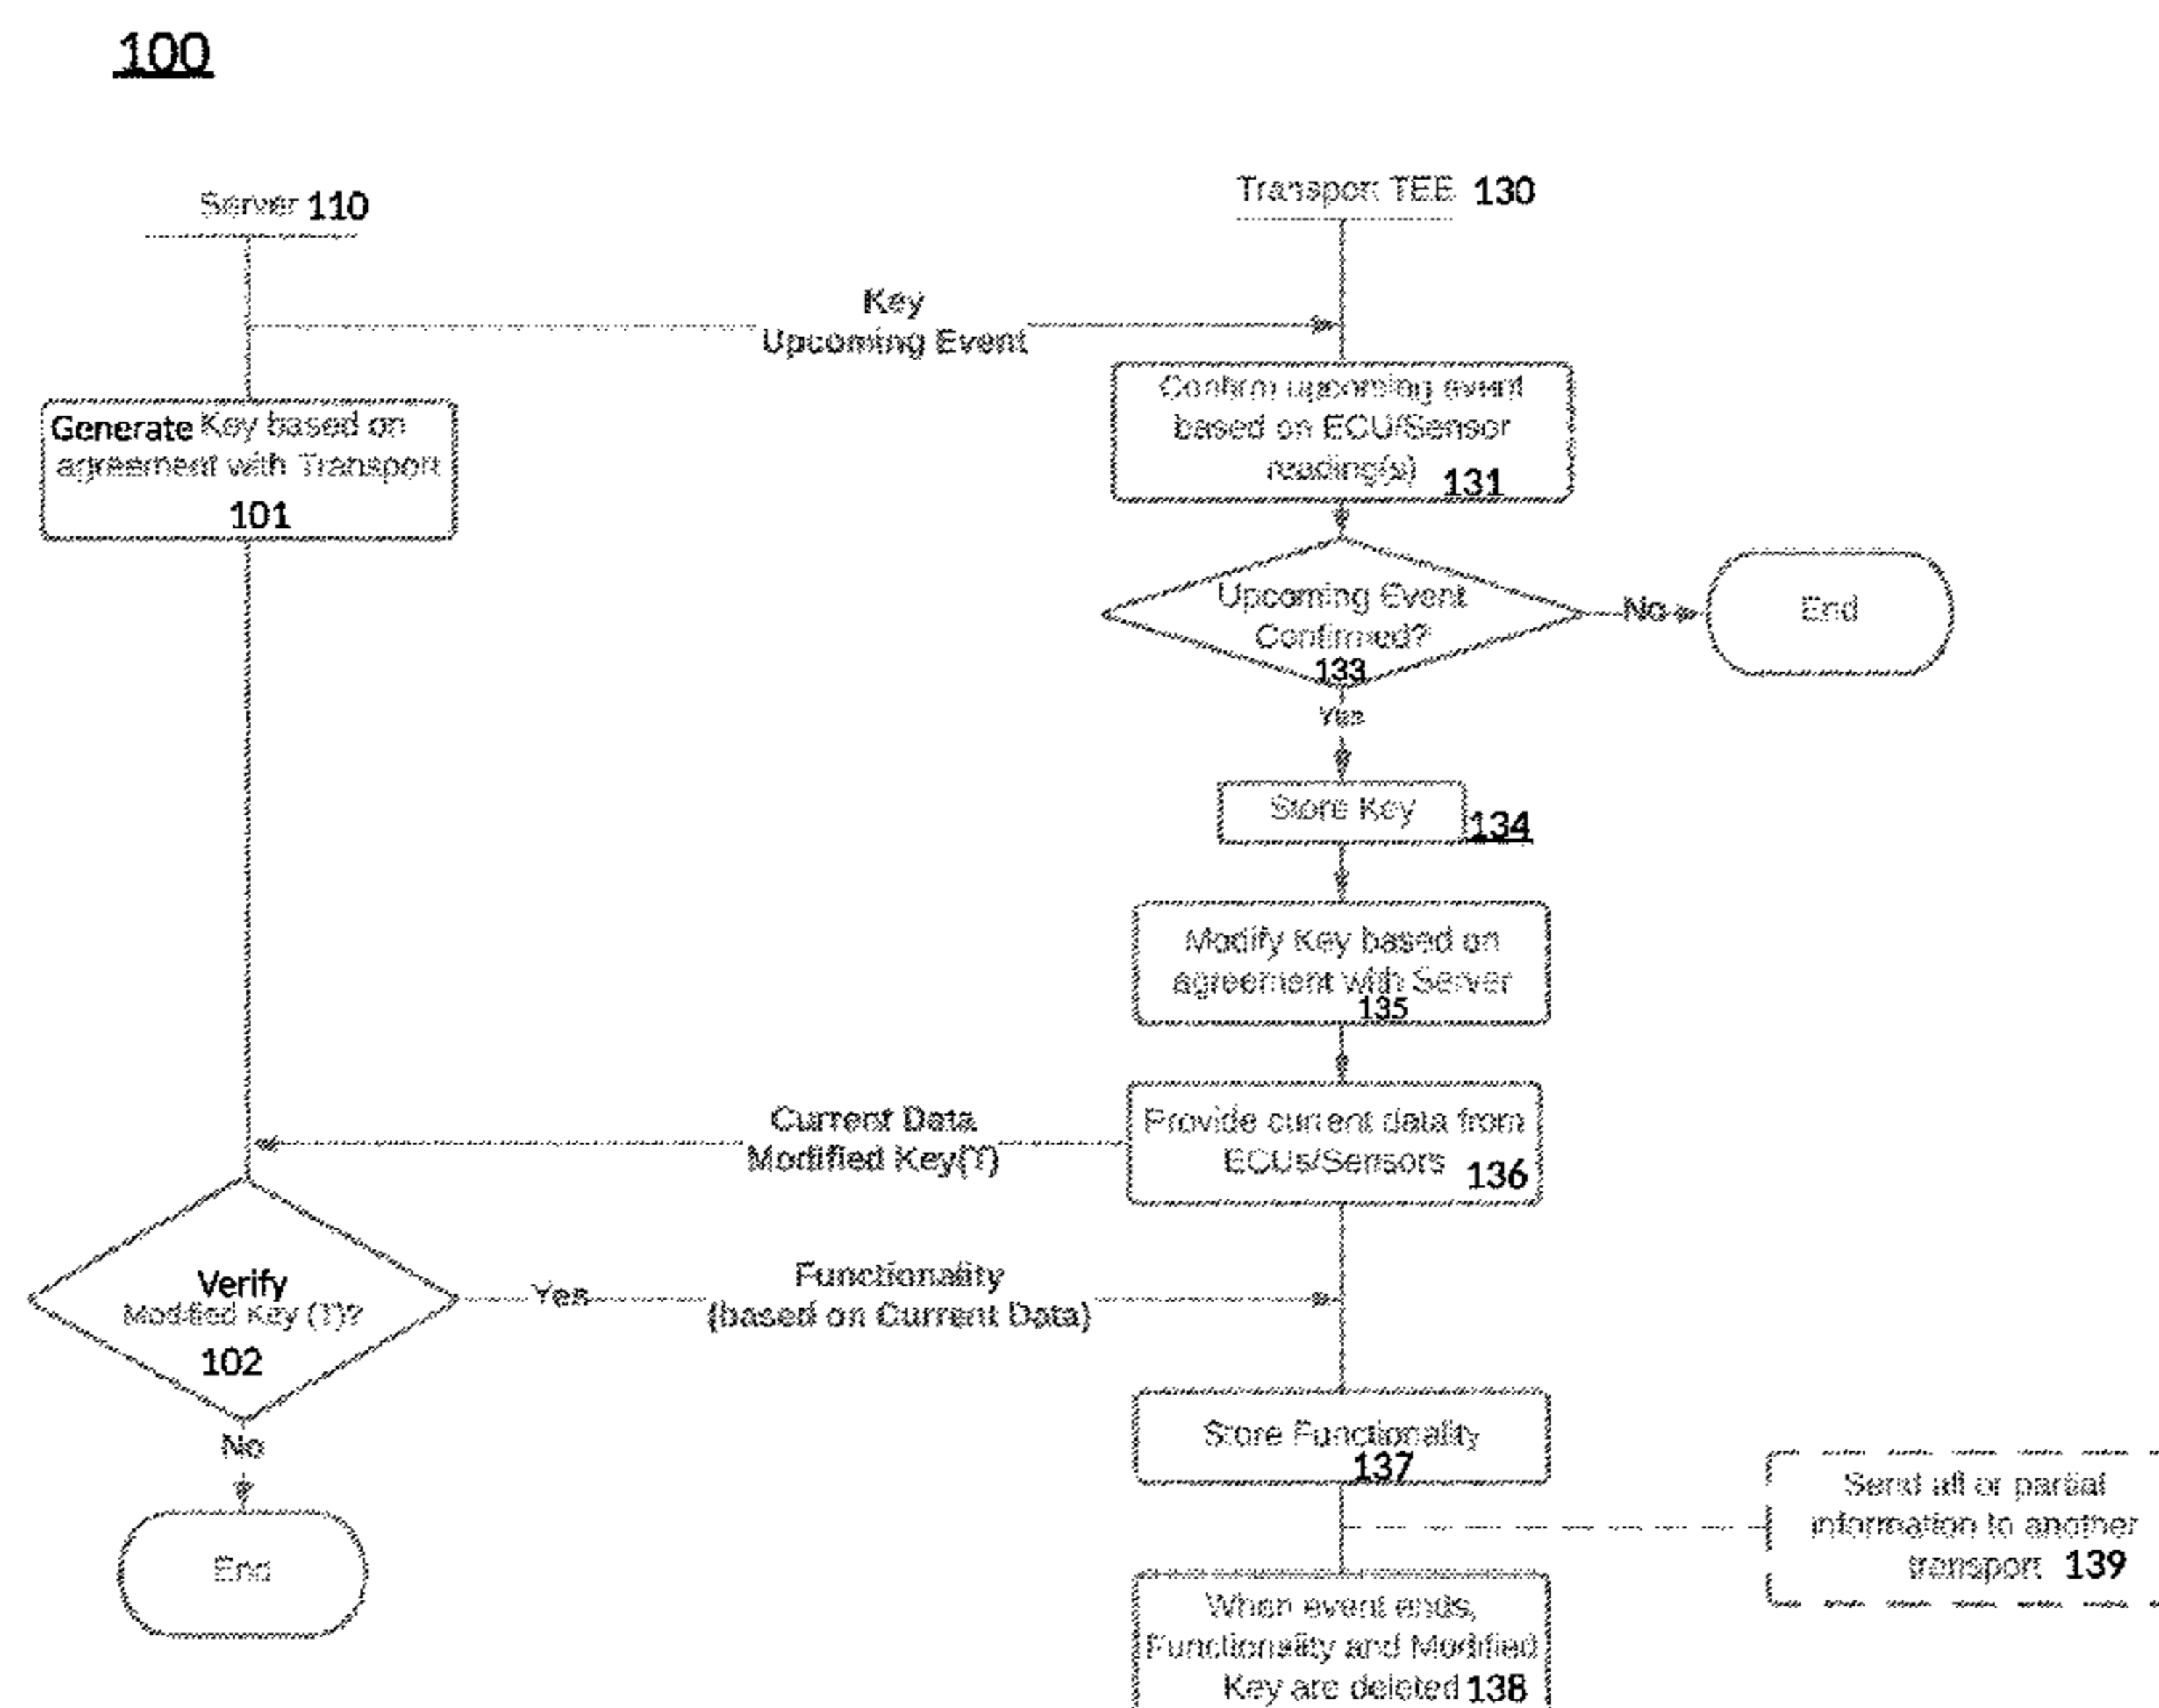 100
Server 110
Transport TEE 130
Key
Upcoming Event
Generate Key based on
agreement with Transport
101
Confirm upcoming event
based on ECU/Sensor
reading(s) 131
Upcoming Event
Confirmed?
133
No
End
Yes
Store Key
134
Modify Key based on
agreement with Server
135
Provide current data from
ECUs/Sensors 136
Current Data
Modified Key(T)
Verify
Modified Key (T)?
102
Yes
Functionality
(based on Current Data)
No
End
Store Functionality
137
Send all or partial
information to another
transport 139
When event ends,
Functionality and Modified
Key are deleted 138